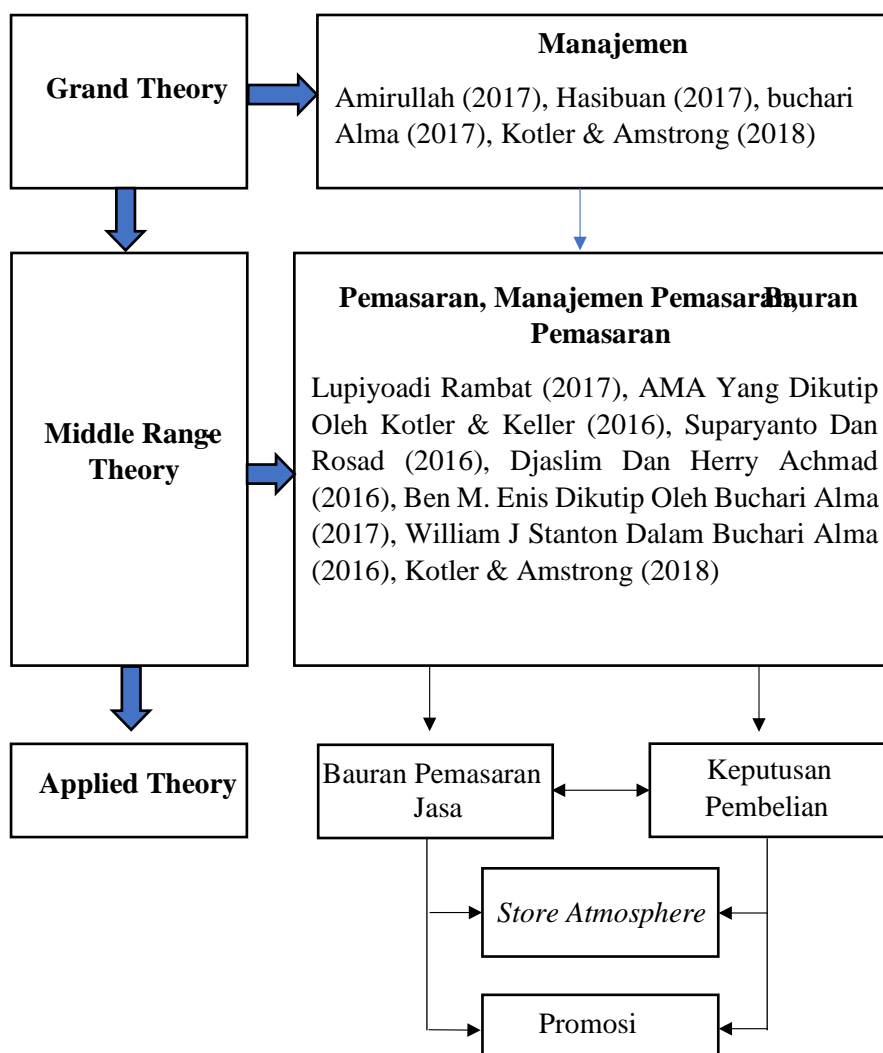 Grand Theory
Manajemen
Amirullah (2017), Hasibuan (2017), buchari
Alma (2017), Kotler & Amstrong (2018)
Middle Range-
Theory
Pemasaran, Manajemen Pemasaran, Bauran
Pemasaran
Lupiyoadi Rambat (2017), AMA Yang Dikutip
Oleh Kotler & Keller (2016), Suparyanto Dan
Rosad (2016), Djaslim Dan Herry Achmad
(2016), Ben M. Enis Dikutip Oleh Buchari Alma
(2017), William J Stanton Dalam Buchari Alma
(2016), Kotler & Amstrong (2018)
Applied Theory
Bauran Pemasaran
Jasa
Keputusan
Pembelian
Store Atmosphere
Promosi